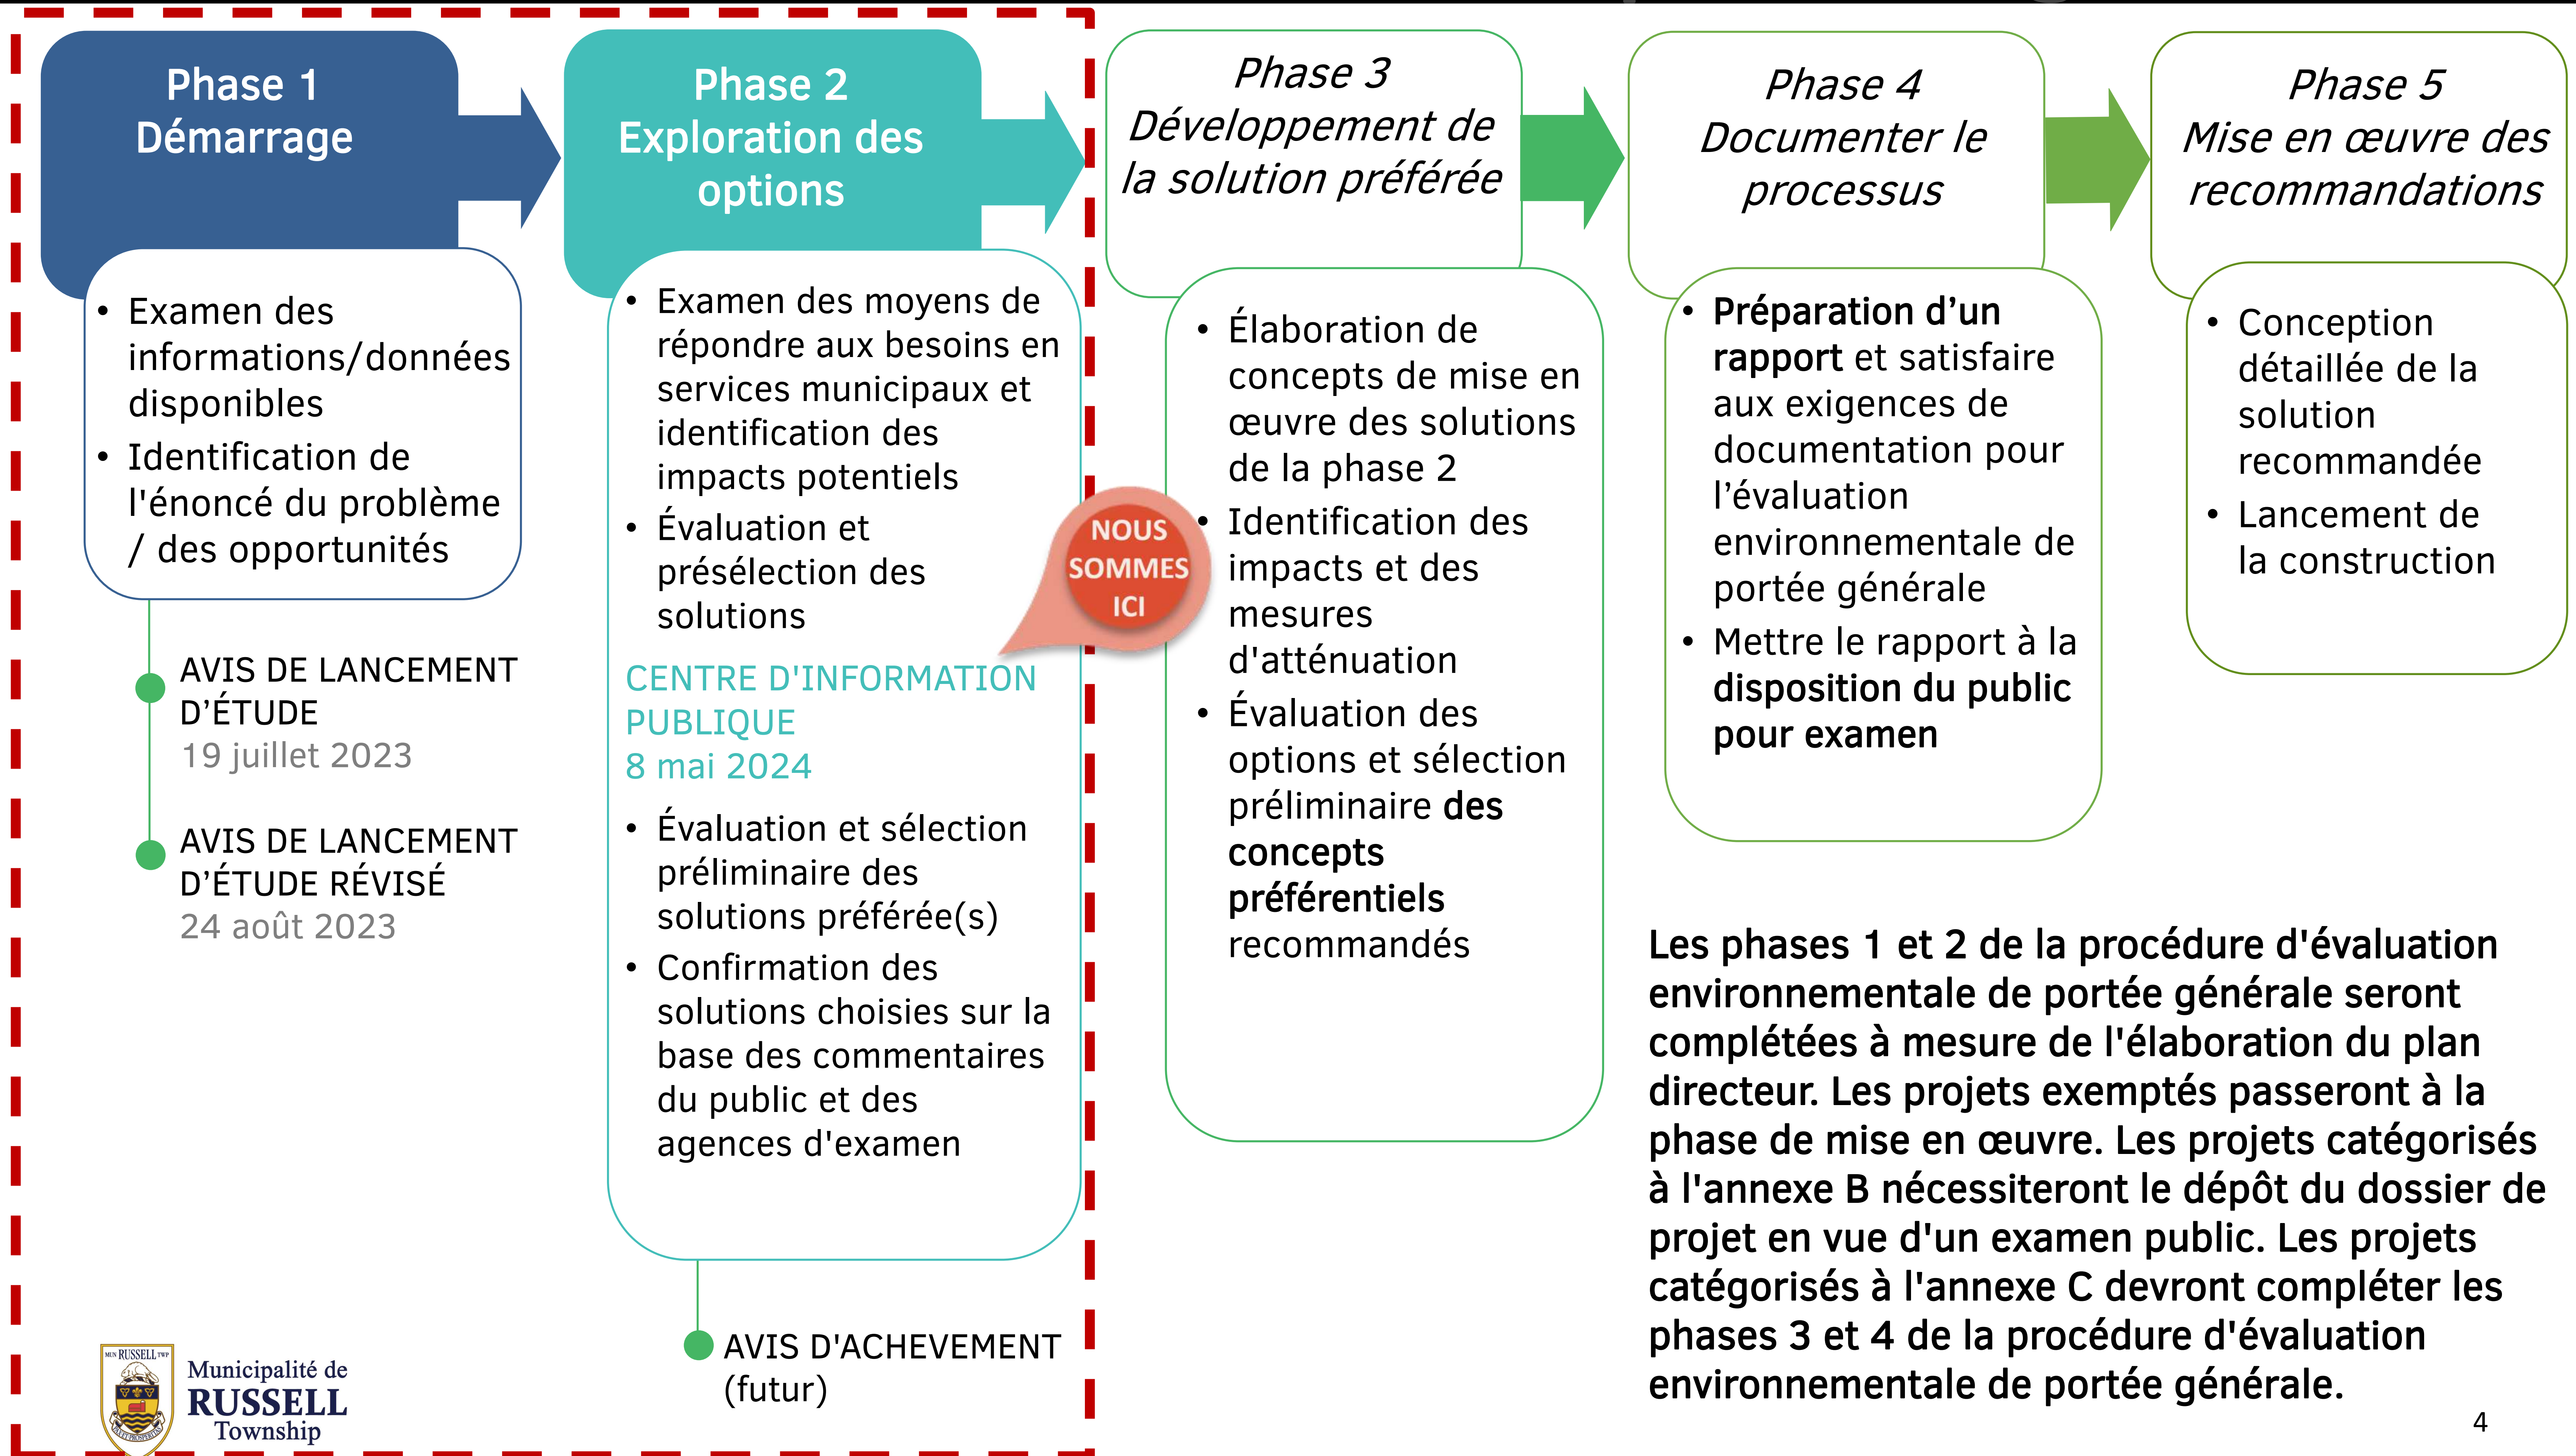 Phase 1
Démarrage
• Examen des
informations/données
disponibles
• Identification de
l'énoncé du problème
/ des opportunités
AVIS DE LANCEMENT
D’ÉTUDE
19 juillet 2023
AVIS DE LANCEMENT
D’ÉTUDE RÉVISÉ
24 août 2023
Phase 2
Exploration des
options
• Examen des moyens de
répondre aux besoins en
services municipaux et
identification des
impacts potentiels
• Évaluation et
présélection des
solutions
CENTRE D'INFORMATION
PUBLIQUE
8 mai 2024
• Évaluation et sélection
préliminaire des
solutions préférée(s)
• Confirmation des
solutions choisies sur la
base des commentaires
du public et des
agences d'examen
AVIS D'ACHEVEMENT
(futur)
NOUS
SOMMES
ICI
Phase 3
Développement de
la solution préférée
• Élaboration de
concepts de mise en
œuvre des solutions
de la phase 2
• Identification des
impacts et des
mesures
d'atténuation
• Évaluation des
options et sélection
préliminaire des
concepts
préférentiels
recommandés
Phase 4
Documenter le
processus
• Préparation d’un
rapport et satisfaire
aux exigences de
documentation pour
l’évaluation
environnementale de
portée générale
• Mettre le rapport à la
disposition du public
pour examen
Phase 5
Mise en œuvre des
recommandations
• Conception
détaillée de la
solution
recommandée
• Lancement de
la construction
Les phases 1 et 2 de la procédure d'évaluation
environnementale de portée générale seront
complétées à mesure de l'élaboration du plan
directeur. Les projets exemptés passeront à la
phase de mise en œuvre. Les projets catégorisés
à l'annexe B nécessiteront le dépôt du dossier de
projet en vue d'un examen public. Les projets
catégorisés à l'annexe C devront compléter les
phases 3 et 4 de la procédure d'évaluation
environnementale de portée générale.
MUN RUSSELL TWP
Municipalité de
RUSSELL
Township
4